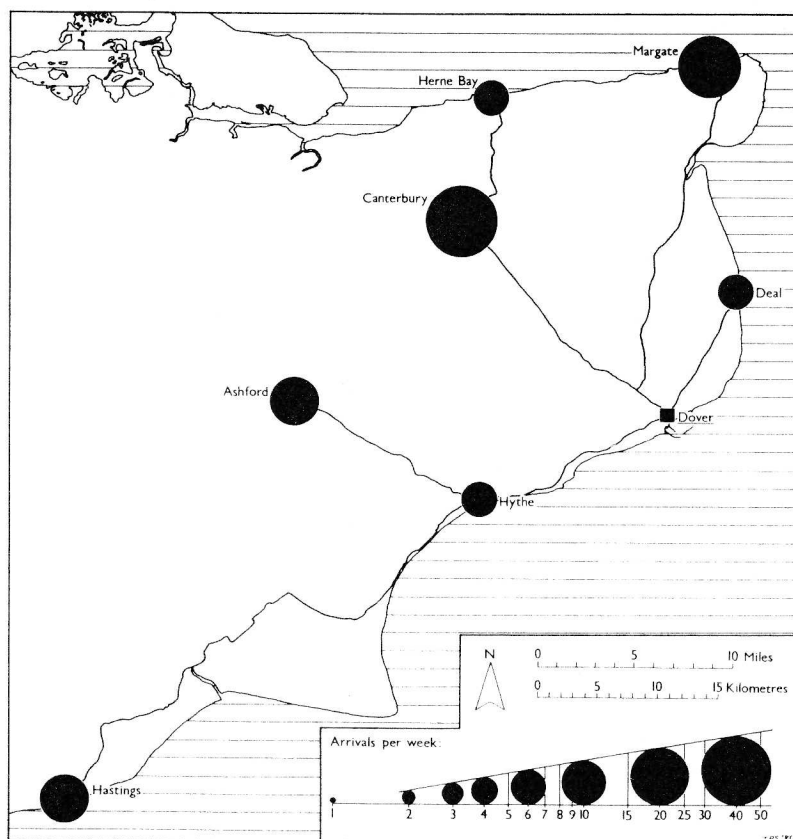 Margate
Herne Bay
Canterbury
Deal
Ashford
Dover
Hythe
N
0 5 10 Miles
0 5 10 15 Kilometres
Arrivals per week:
Hastings
1 2 3 4 5 6 7 8 9 10 15 20 25 30 40 50